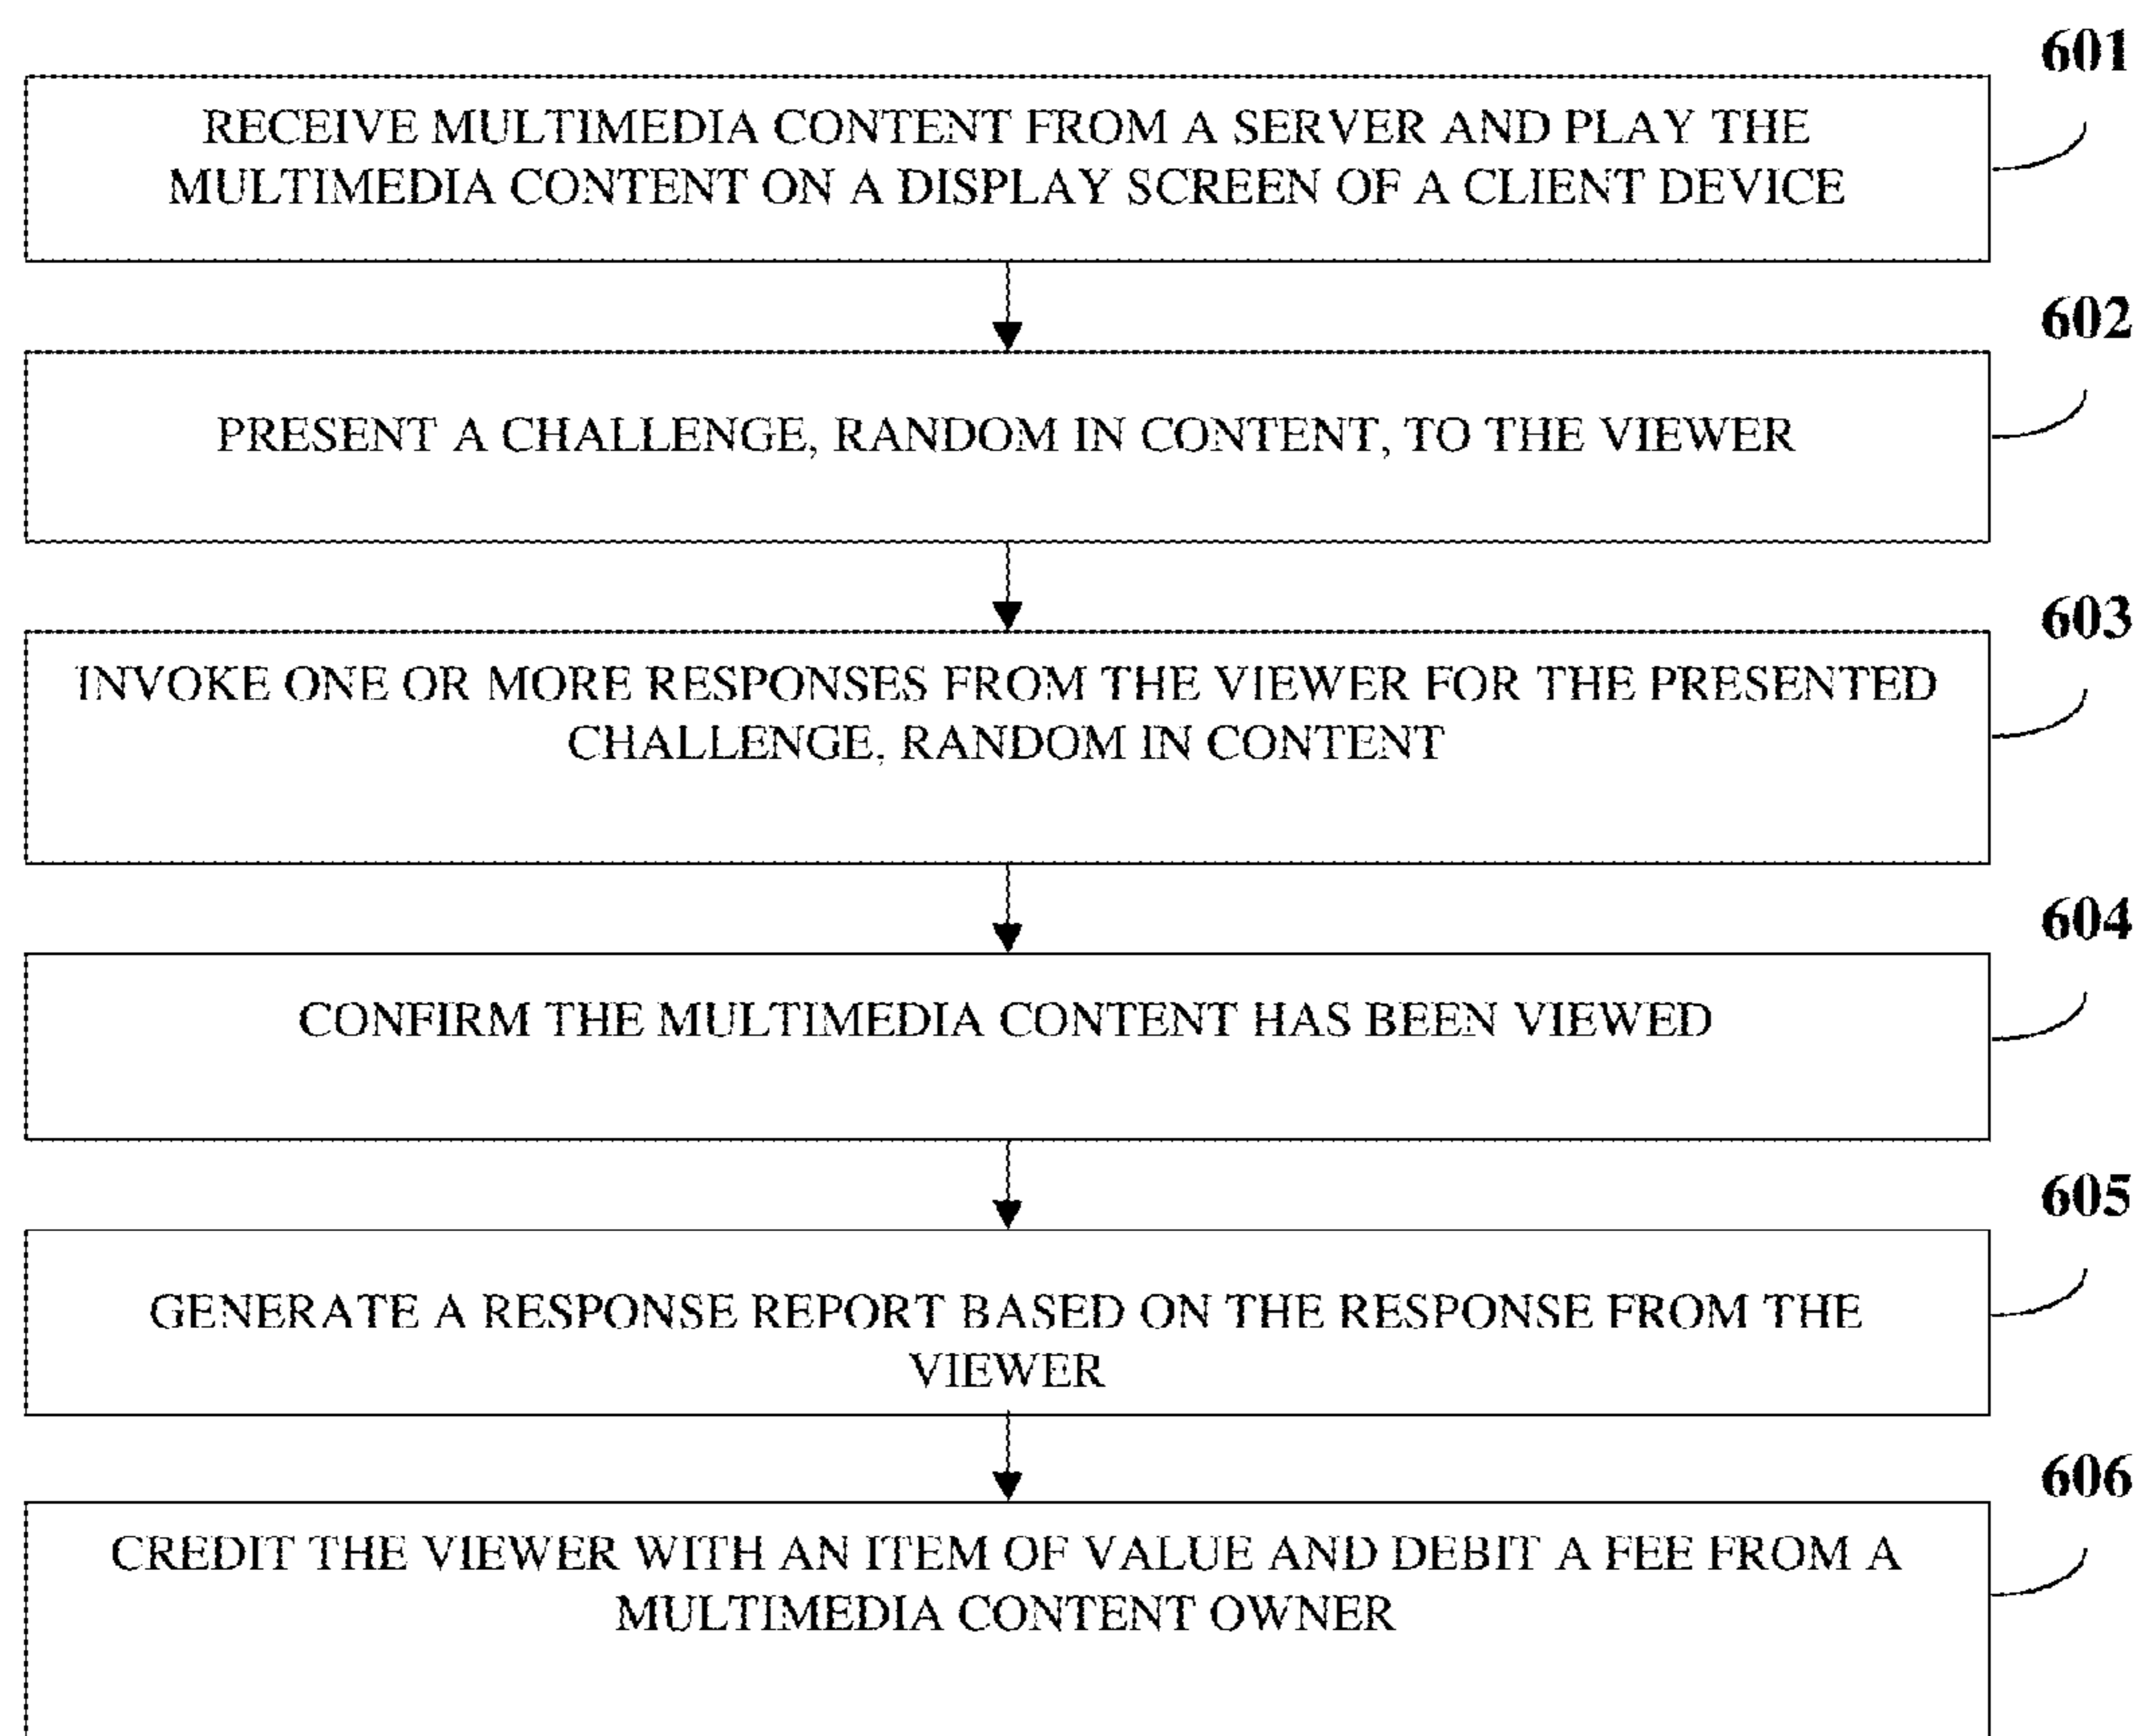 601
RECEIVE MULTIMEDIA CONTENT FROM A SERVER AND PLAY THE
MULTIMEDIA CONTENT ON A DISPLAY SCREEN OF A CLIENT DEVICE
602
PRESENT A CHALLENGE, RANDOM IN CONTENT, TO THE VIEWER
603
INVOKE ONE OR MORE RESPONSES FROM THE VIEWER FOR THE PRESENTED
CHALLENGE, RANDOM IN CONTENT
604
CONFIRM THE MULTIMEDIA CONTENT HAS BEEN VIEWED
605
GENERATE A RESPONSE REPORT BASED ON THE RESPONSE FROM THE
VIEWER
606
CREDIT THE VIEWER WITH AN ITEM OF VALUE AND DEBIT A FEE FROM A
MULTIMEDIA CONTENT OWNER